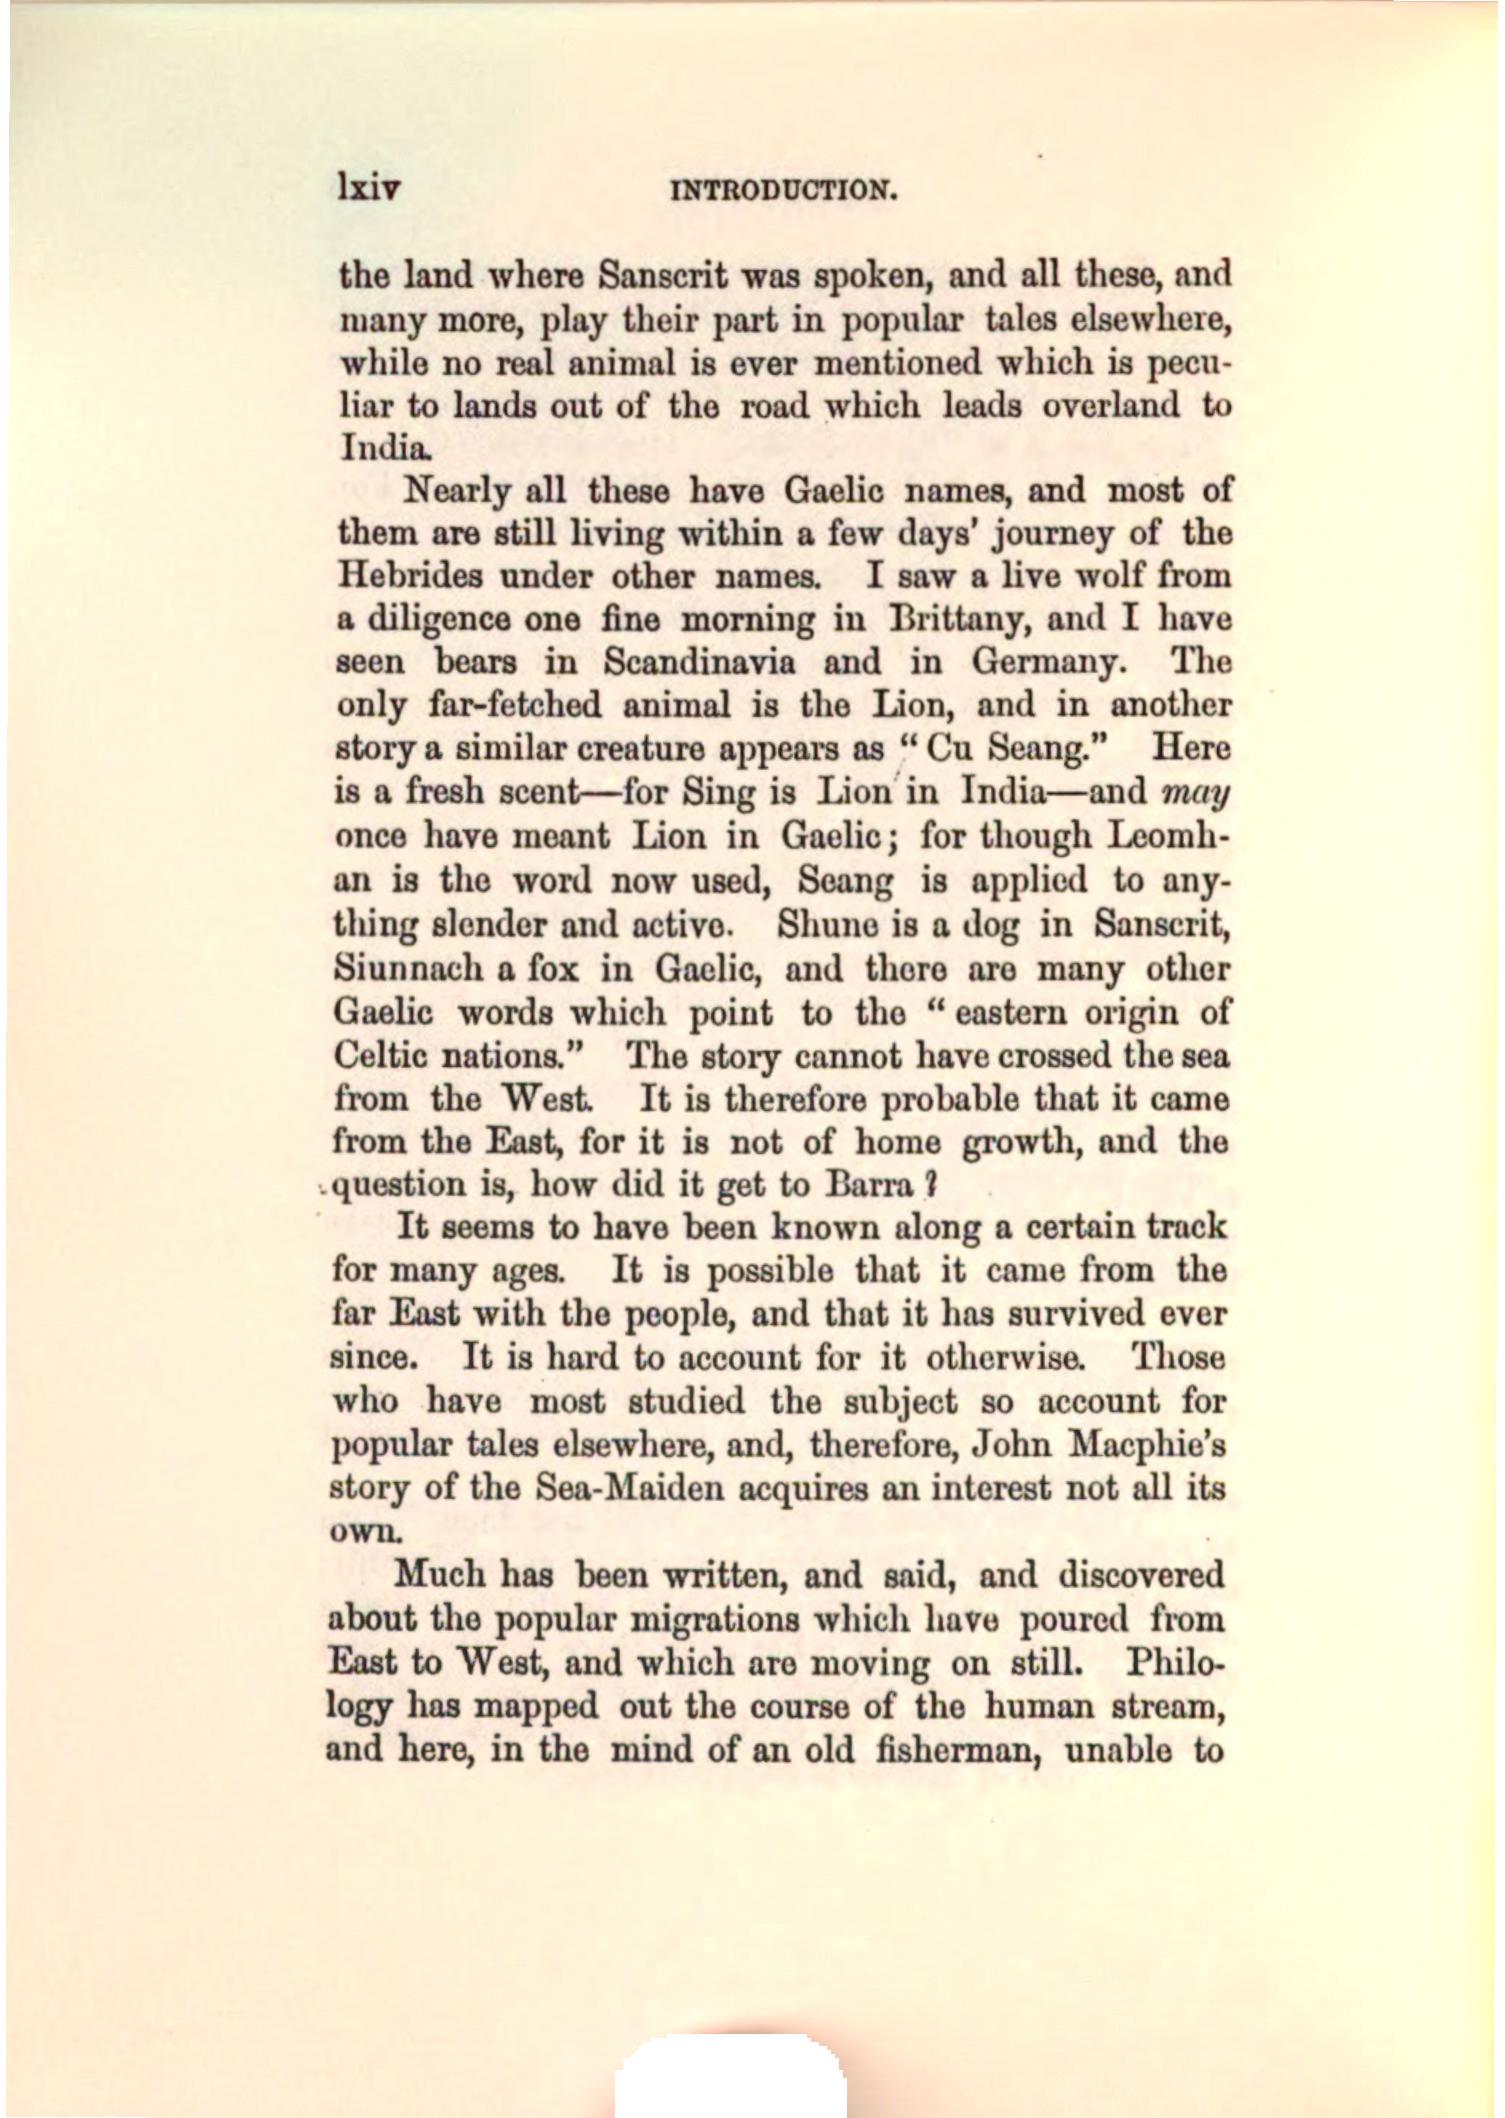 lxiv INTRODUCTION.
the land where Sanscrit was spoken, and all these, and
many more, play their part in popular tales elsewhere,
while no real animal is ever mentioned which is pecu-
liar to lands out of the road which leads overland to
India.
Nearly all these have Gaelic names, and most of
them are still living within a few days' journey of the
Hebrides under other names. I saw a live wolf from
a diligence one fine morning in Brittany, and I have
seen bears in Scandinavia and in Germany. The
only far-fetched animal is the Lion, and in another
story a similar creature appears as “Cu Seang.” Here
is a fresh scent—for Sing is Lion in India—and may
once have meant Lion in Gaelic; for though Leomh-
an is the word now used, Seang is applied to any-
thing slender and active. Shune is a dog in Sanscrit,
Siunnach a fox in Gaelic, and there are many other
Gaelic words which point to the “eastern origin of
Celtic nations.” The story cannot have crossed the sea
from the West. It is therefore probable that it came
from the East, for it is not of home growth, and the
question is, how did it get to Barra?
It seems to have been known along a certain track
for many ages. It is possible that it came from the
far East with the people, and that it has survived ever
since. It is hard to account for it otherwise. Those
who have most studied the subject so account for
popular tales elsewhere, and, therefore, John Macphie's
story of the Sea-Maiden acquires an interest not all its
own.
Much has been written, and said, and discovered
about the popular migrations which have poured from
East to West, and which are moving on still. Philo-
logy has mapped out the course of the human stream,
and here, in the mind of an old fisherman, unable to